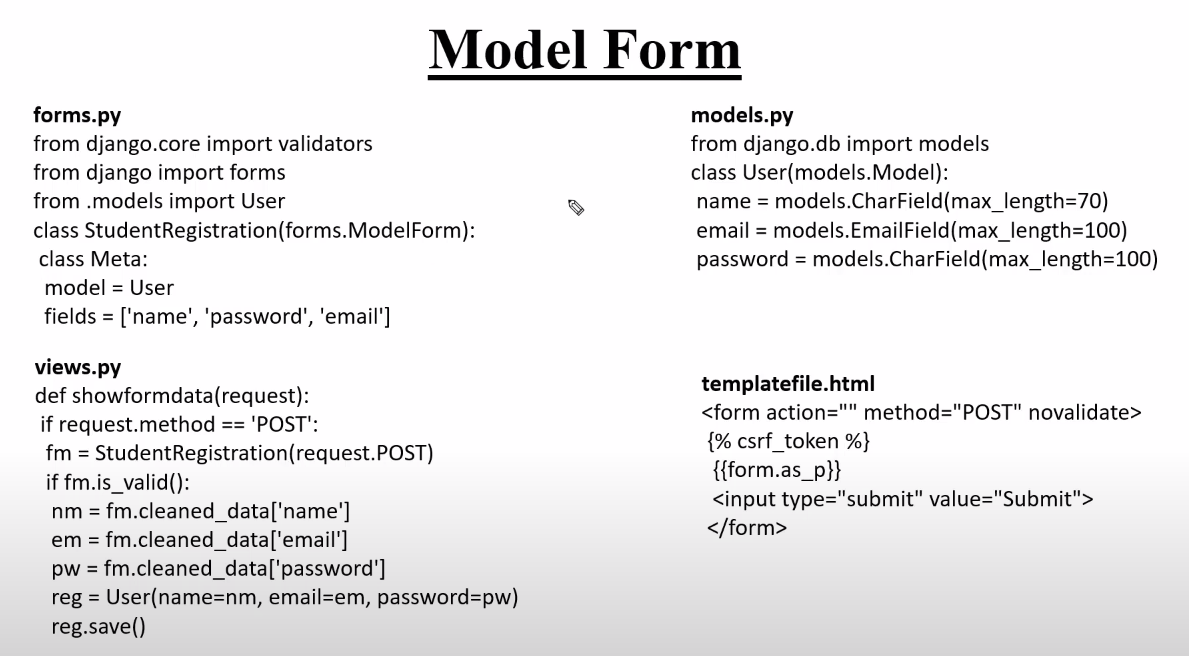 Model Form
forms.py
from django.core import validators
from django import forms
from .models import User
class StudentRegistration(forms.ModelForm):
class Meta:
model = User
fields = ['name', 'password', 'email']
views.py
def showformdata(request):
if request.method == 'POST':
fm = StudentRegistration(request.POST)
if fm.is_valid():
nm = fm.cleaned_data['name']
em = fm.cleaned_data['email']
pw = fm.cleaned_data['password']
reg = User(name=nm, email=em, password=pw)
reg.save()
models.py
from django.db import models
class User(models.Model):
name = models.CharField(max_length=70)
email = models.EmailField(max_length=100)
password = models.CharField(max_length=100)
templatefile.html
<form action="" method="POST" novalidate>
{% csrf_token %}
{{form.as_p}}
<input type="submit" value="Submit">
</form>